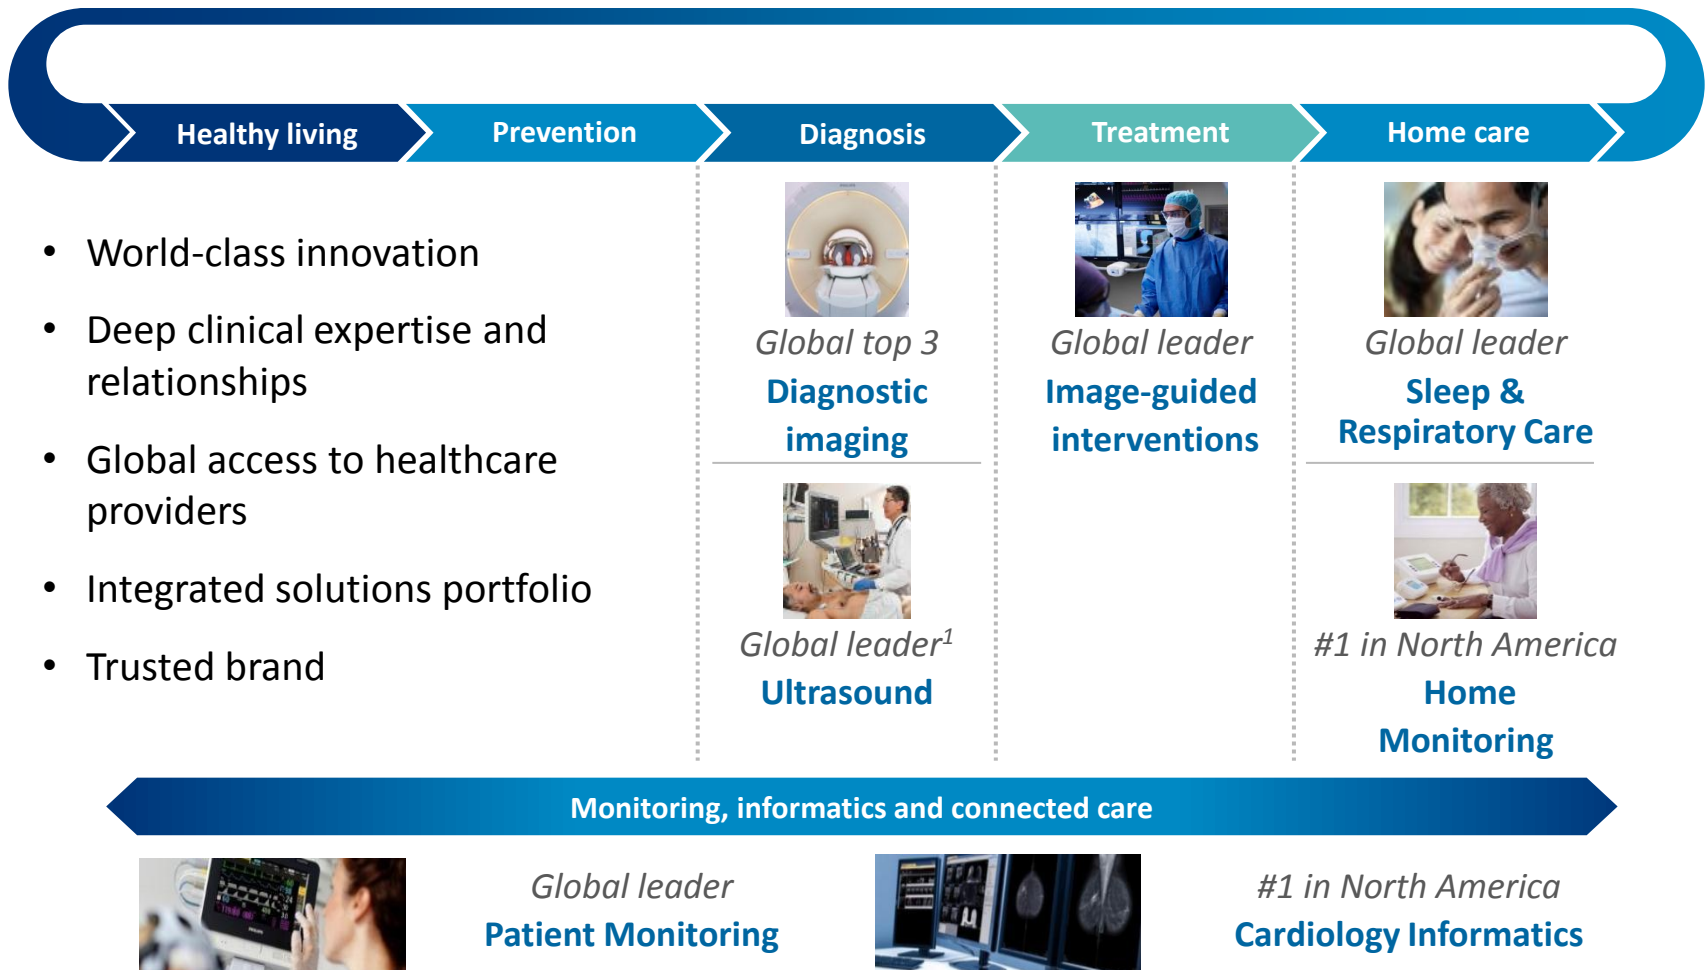 Healthy living
Prevention
Diagnosis
Treatment
Home care
• World-class innovation
• Deep clinical expertise and
relationships
• Global access to healthcare
providers
• Integrated solutions portfolio
• Trusted brand
Global top 3
Diagnostic
imaging
Global leader¹
Ultrasound
Global leader
Image-guided
interventions
Global leader
Sleep &
Respiratory Care
#1 in North America
Home
Monitoring
Monitoring, informatics and connected care
Global leader
Patient Monitoring
#1 in North America
Cardiology Informatics